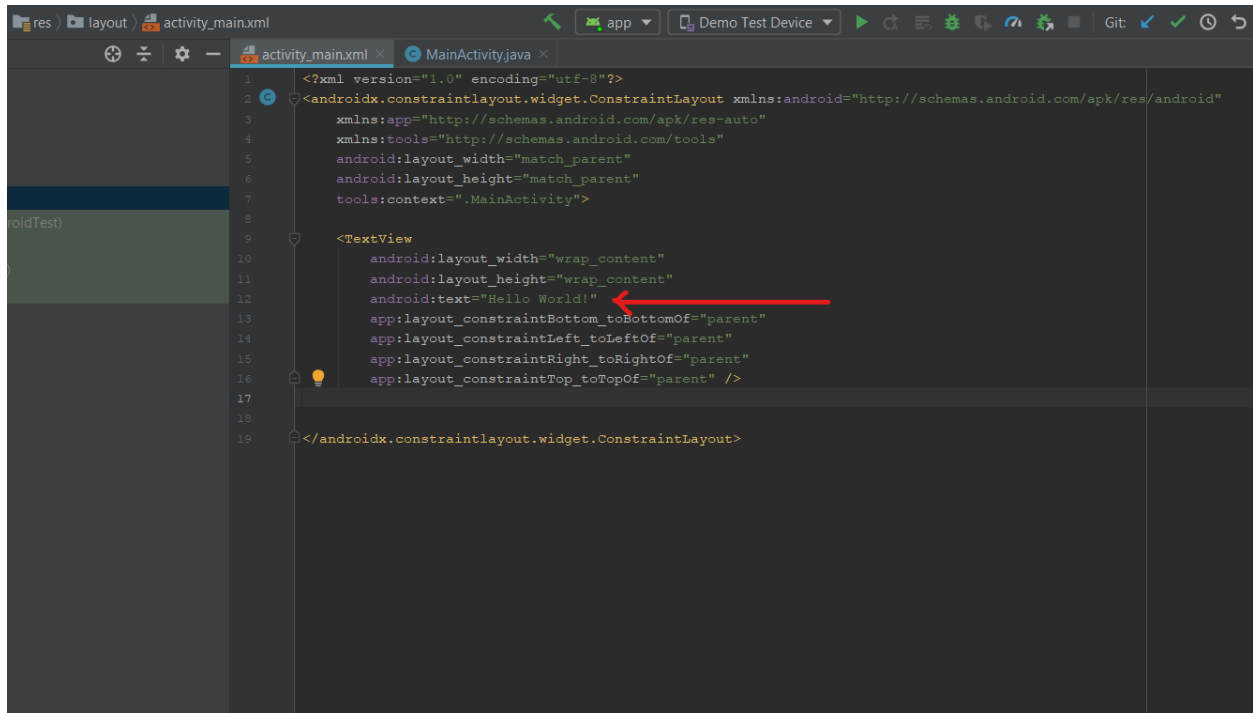 res layout activity_main.xml app Demo Test Device Git:
activity_main.xml MainActivity.java
1 <?xml version="1.0" encoding="utf-8"?>
2 <androidx.constraintlayout.widget.ConstraintLayout xmlns:android="http://schemas.android.com/apk/res/android"
3 xmlns:app="http://schemas.android.com/apk/res-auto"
4 xmlns:tools="http://schemas.android.com/tools"
5 android:layout_width="match_parent"
6 android:layout_height="match_parent"
7 tools:context=".MainActivity">
8
roidTest)
9 <TextView
10 android:layout_width="wrap_content"
)
11 android:layout_height="wrap_content"
12 android:text="Hello World!"
13 app:layout_constraintBottom_toBottomOf="parent"
14 app:layout_constraintLeft_toLeftOf="parent"
15 app:layout_constraintRight_toRightOf="parent"
16 app:layout_constraintTop_toTopOf="parent" />
17
18
19 </androidx.constraintlayout.widget.ConstraintLayout>